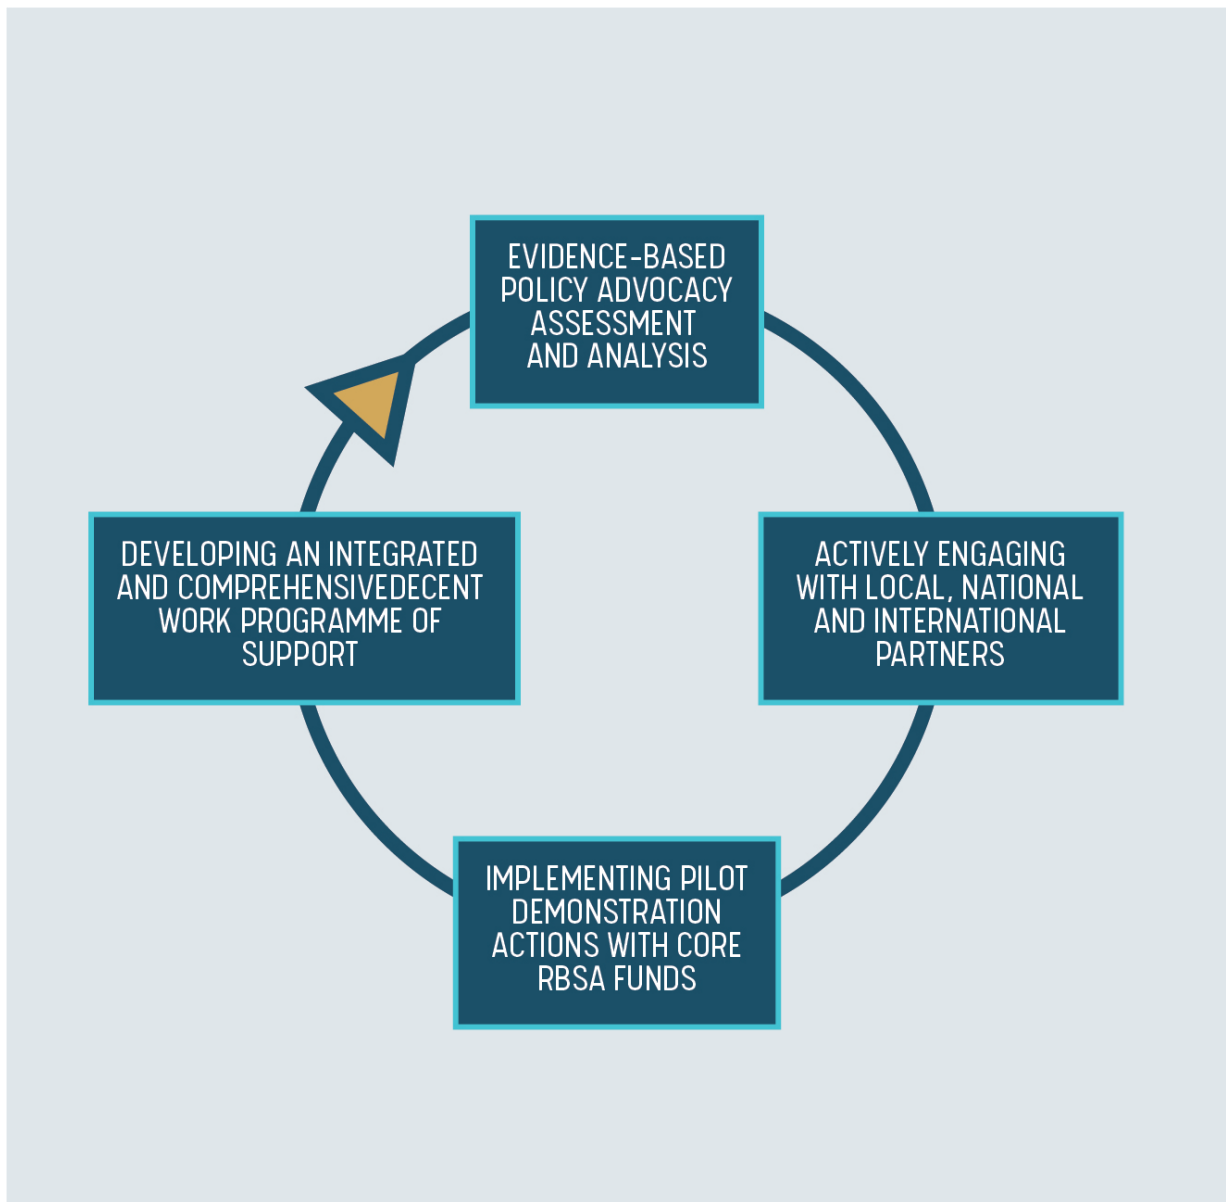 EVIDENCE-BASED
POLICY ADVOCACY
ASSESSMENT
AND ANALYSIS
DEVELOPING AN INTEGRATED
AND COMPREHENSIVEDECENT
WORK PROGRAMME OF
SUPPORT
ACTIVELY ENGAGING
WITH LOCAL, NATIONAL
AND INTERNATIONAL
PARTNERS
IMPLEMENTING PILOT
DEMONSTRATION
ACTIONS WITH CORE
RBSA FUNDS